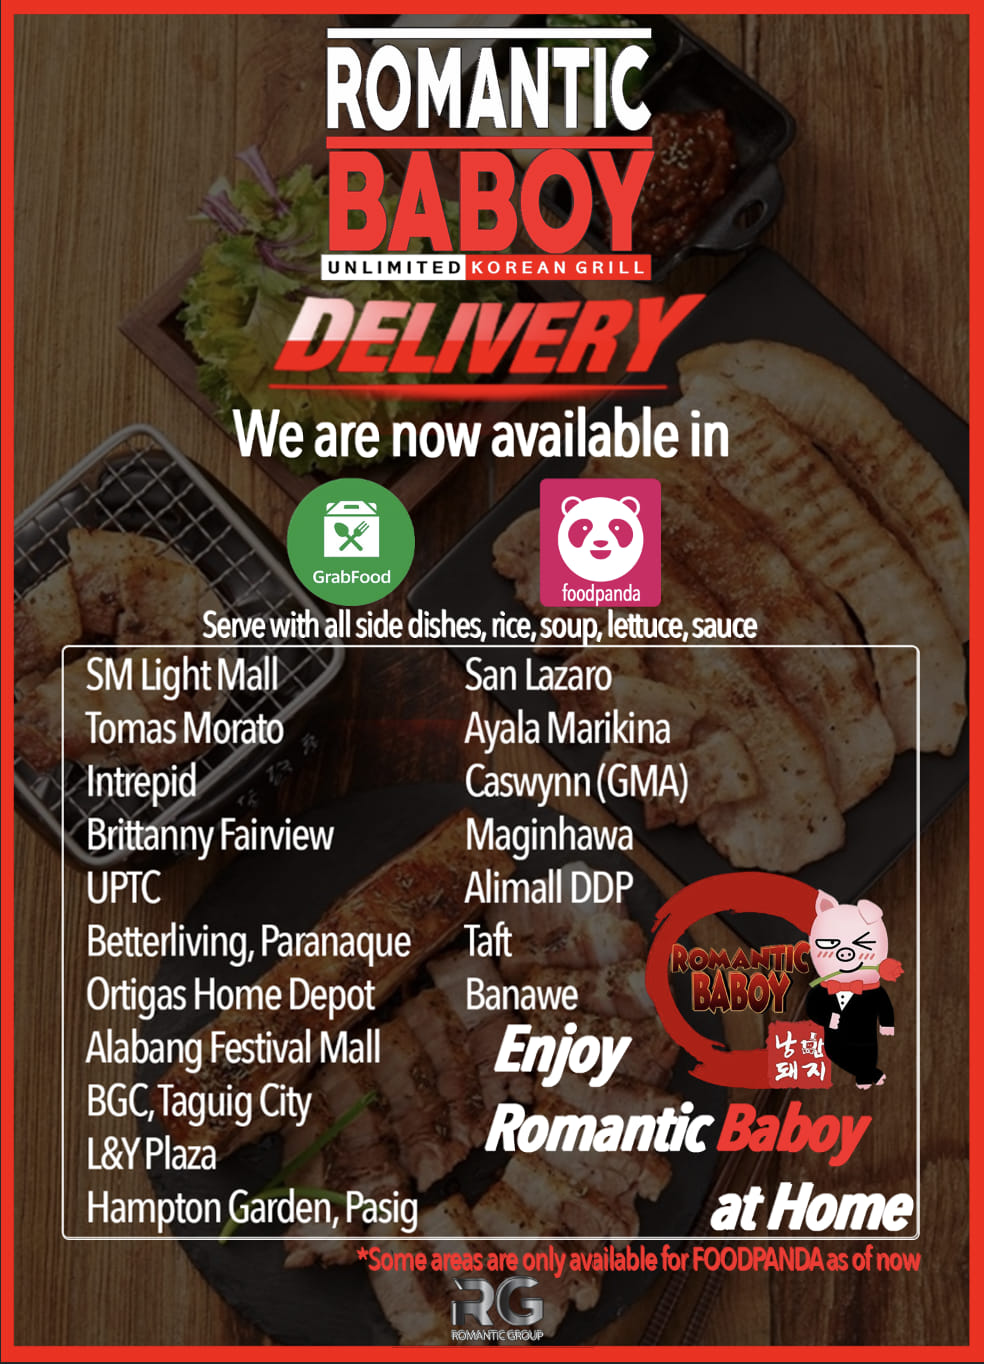 ROMANTIC
BABOY
UNLIMITED KOREAN GRILL
DELIVERY
We are now available in
GrabFood
foodpanda
Serve with all side dishes, rice, soup, lettuce, sauce
SM Light Mall
Tomas Morato
Intrepid
Brittanny Fairview
UPTC
Betterliving, Paranaque
Ortigas Home Depot
Alabang Festival Mall
BGC, Taguig City
L&Y Plaza
Hampton Garden, Pasig
San Lazaro
Ayala Marikina
Caswynn (GMA)
Maginhawa
Alimall DDP
Taft
Banawe
ROMANTIC
BABOY
낭만
돼지
Enjoy
Romantic Baboy
at Home
*Some areas are only available for FOODPANDA as of now
RG
ROMANTIC GROUP